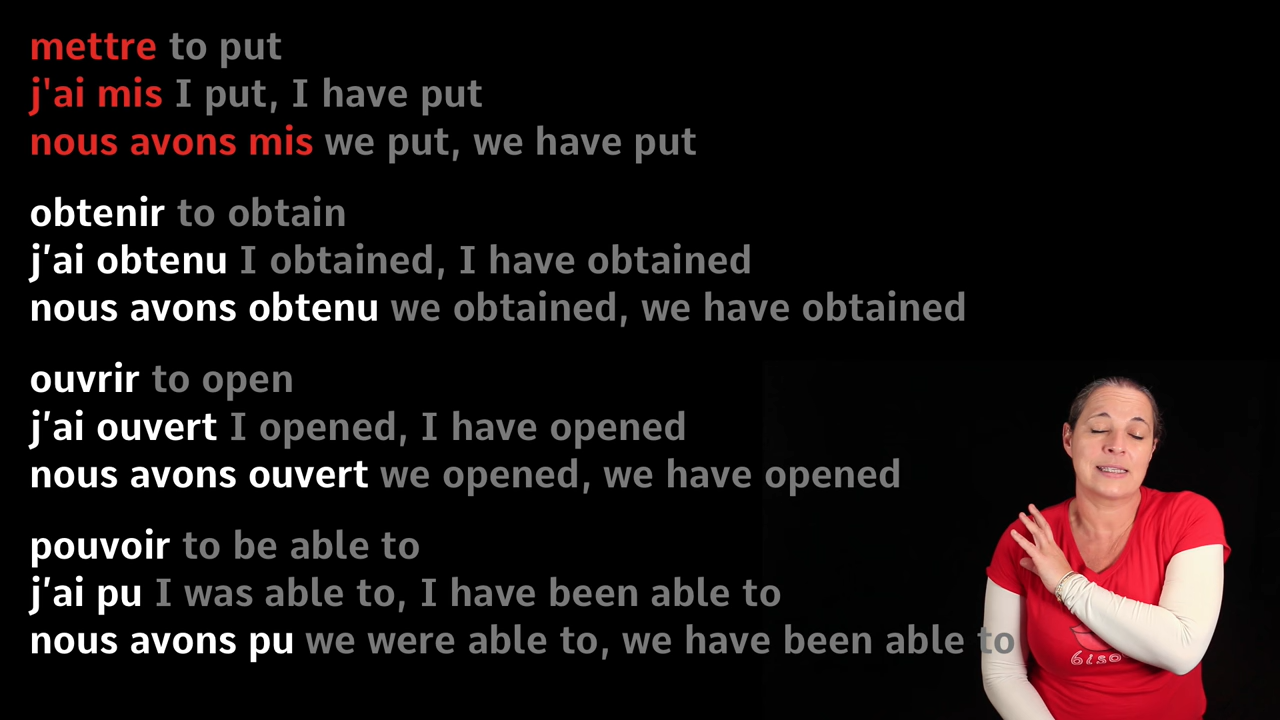 mettre to put
j'ai mis I put, I have put
nous avons mis we put, we have put
obtenir to obtain
j'ai obtenu I obtained, I have obtained
nous avons obtenu we obtained, we have obtained
ouvrir to open
j'ai ouvert I opened, I have opened
nous avons ouvert we opened, we have opened
pouvoir to be able to
j'ai pu I was able to, I have been able to
nous avons pu we were able to, we have been able to